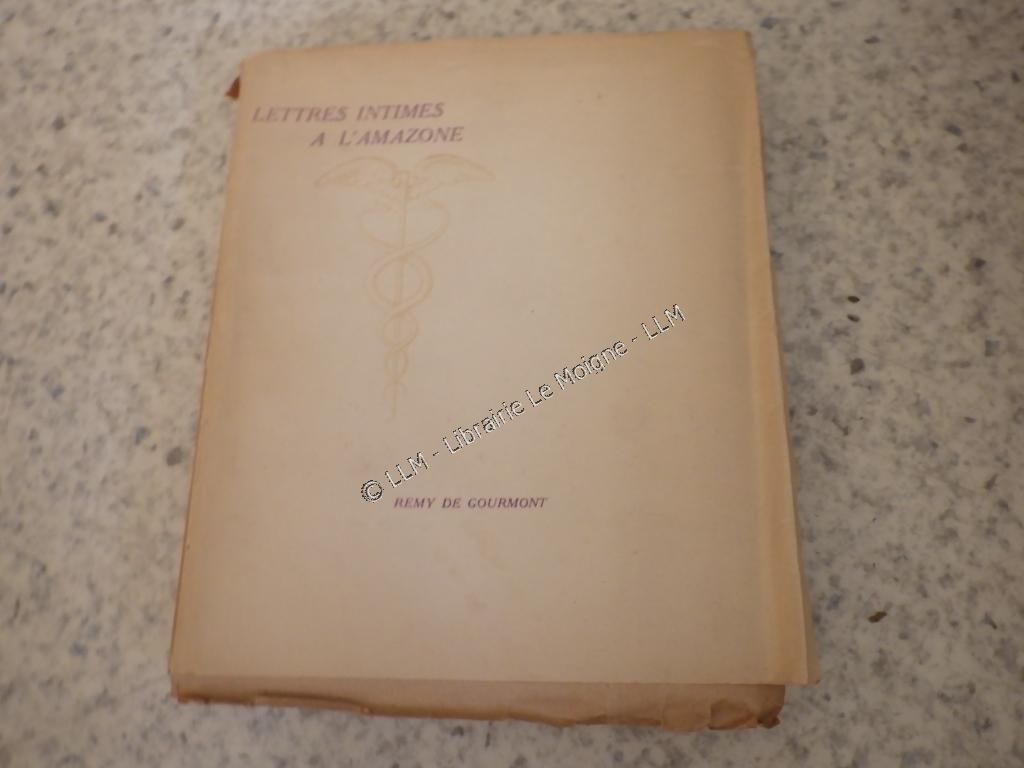 LETTRES INTIMES
A L'AMAZONE
© LLM - Librairie Le Moigne - LLM
REMY DE GOURMONT